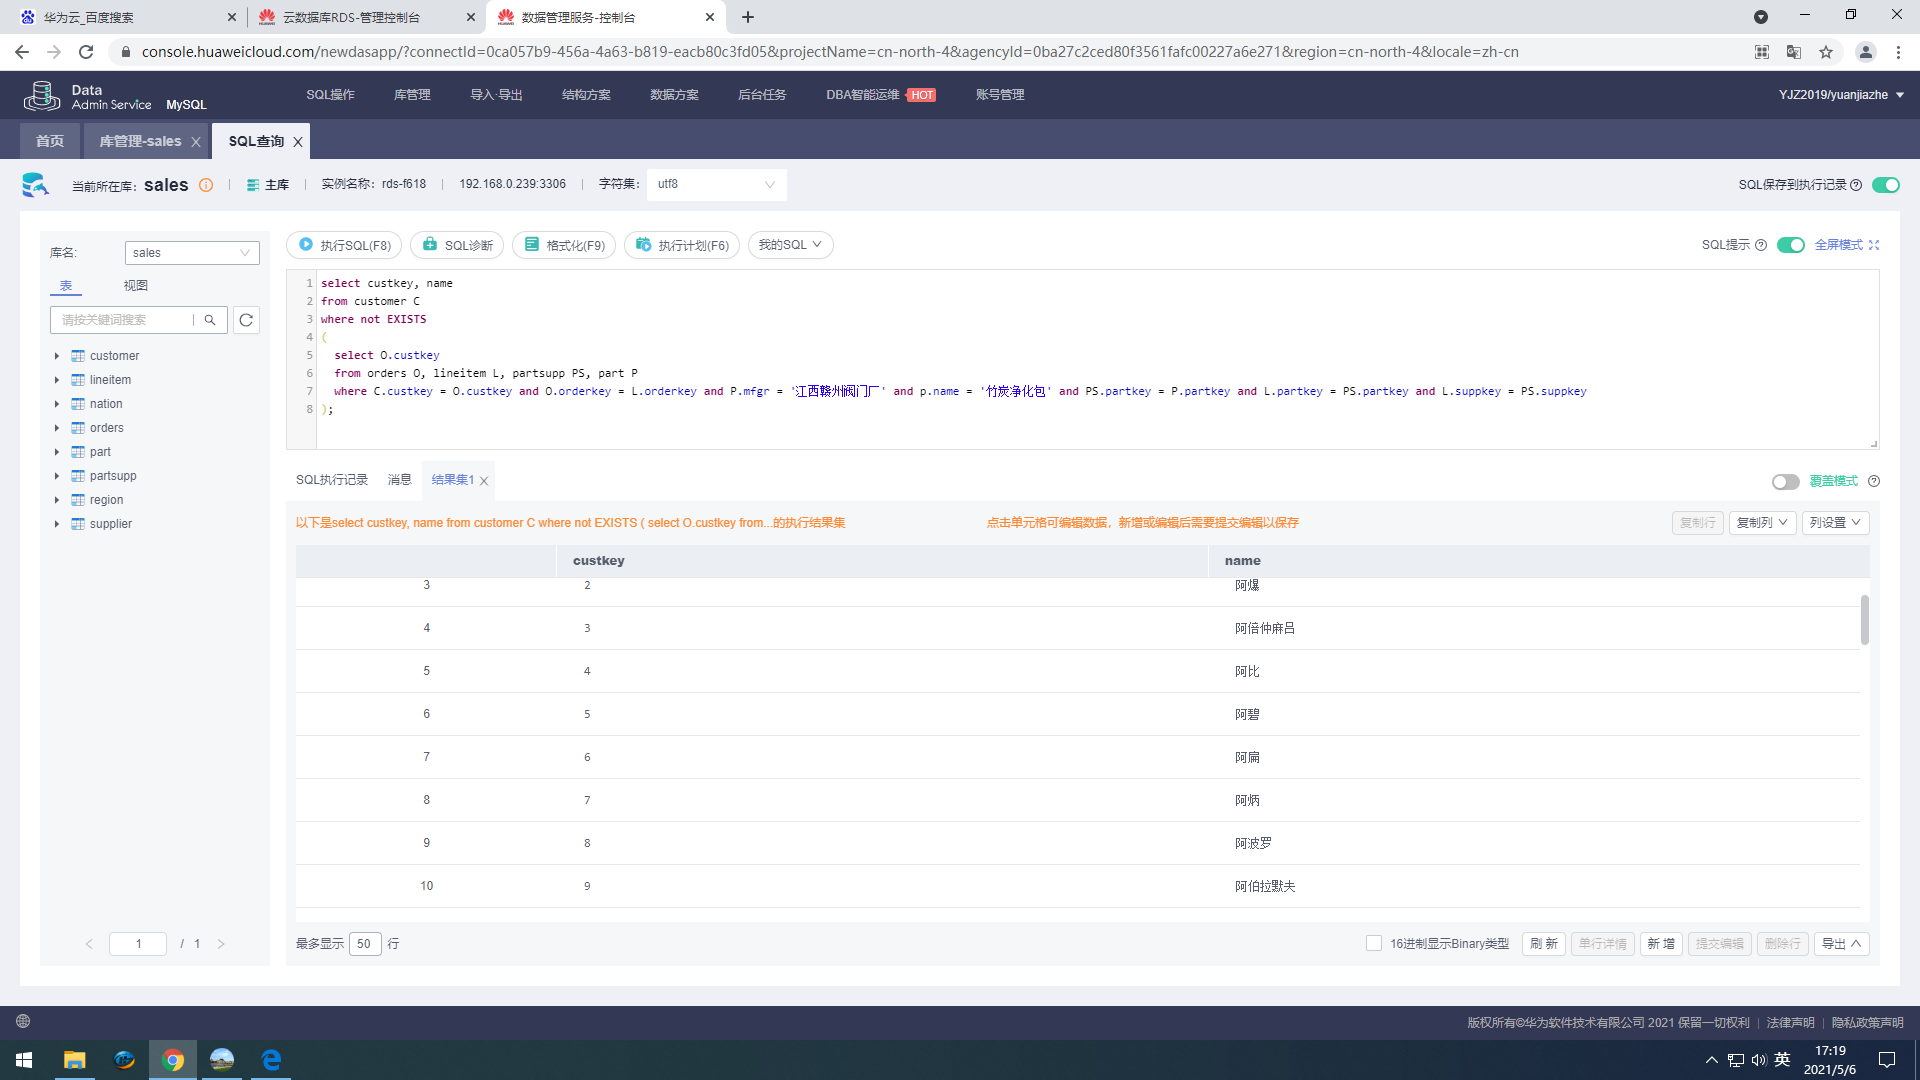 华为云_百度搜索
云数据库RDS-管理控制台
数据管理服务-控制台
console.huaweicloud.com/newdasapp/?connectId=0ca057b9-456a-4a63-b819-eacb80c3fd05&projectName=cn-north-4&agencyId=0ba27c2ced80f3561fafc00227a6e271&region=cn-north-4&locale=zh-cn
Data Admin Service MySQL
SQL操作 库管理 导入·导出 结构方案 数据方案 后台任务 DBA智能运维 HOT 账号管理
YJZ2019/yuanjiazhe
首页 库管理-sales SQL查询
当前所在库: sales 主库 实例名称: rds-f618 192.168.0.239:3306 字符集: utf8
SQL保存到执行记录
库名: sales
表 视图
请按关键词搜索
customer
lineitem
nation
orders
part
partsupp
region
supplier
1 / 1
执行SQL(F8) SQL诊断 格式化(F9) 执行计划(F6) 我的SQL
SQL提示 全屏模式
1 select custkey, name
2 from customer C
3 where not EXISTS
4 (
5 select O.custkey
6 from orders O, lineitem L, partsupp PS, part P
7 where C.custkey = O.custkey and O.orderkey = L.orderkey and P.mfgr = '江西赣州阀门厂' and p.name = '竹炭净化包' and PS.partkey = P.partkey and L.partkey = PS.partkey and L.suppkey = PS.suppkey
8 );
SQL执行记录 消息 结果集1
覆盖模式
以下是select custkey, name from customer C where not EXISTS ( select O.custkey from...的执行结果集
点击单元格可编辑数据，新增或编辑后需要提交编辑以保存
复制行 复制列 列设置
custkey name
3 2 阿爆
4 3 阿倍仲麻吕
5 4 阿比
6 5 阿碧
7 6 阿扁
8 7 阿炳
9 8 阿波罗
10 9 阿伯拉默夫
最多显示 50 行
16进制显示Binary类型 刷 新 单行详情 新 增 提交编辑 删除行 导出
版权所有©华为软件技术有限公司 2021 保留一切权利 | 法律声明 | 隐私政策声明
英
17:19
2021/5/6